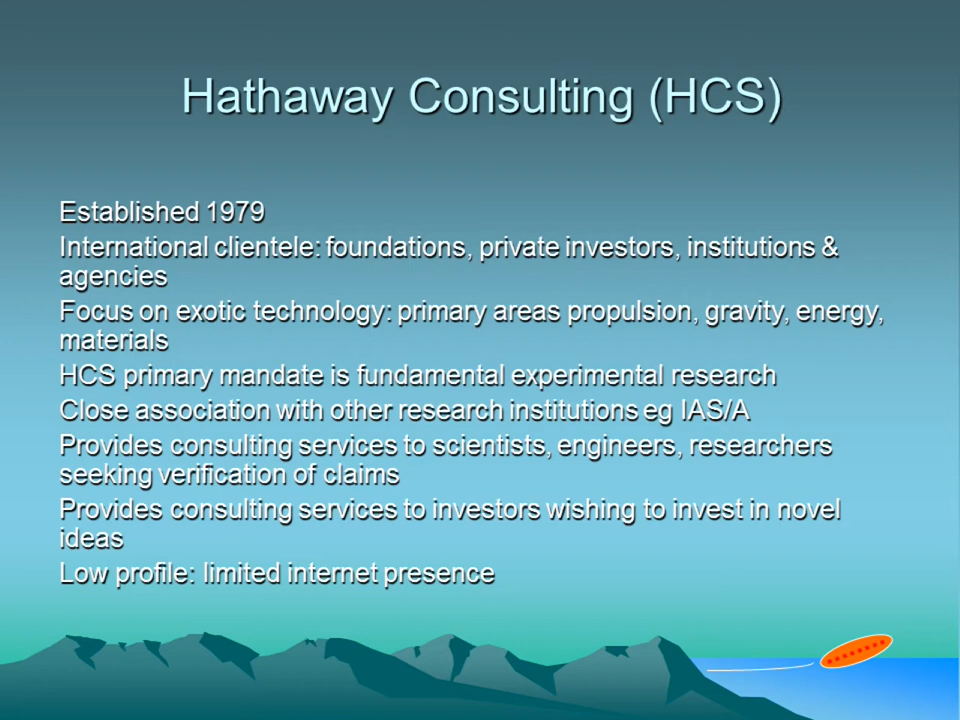 Hathaway Consulting (HCS)
Established 1979
International clientele: foundations, private investors, institutions &
agencies
Focus on exotic technology: primary areas propulsion, gravity, energy,
materials
HCS primary mandate is fundamental experimental research
Close association with other research institutions eg IAS/A
Provides consulting services to scientists, engineers, researchers
seeking verification of claims
Provides consulting services to investors wishing to invest in novel
ideas
Low profile: limited internet presence